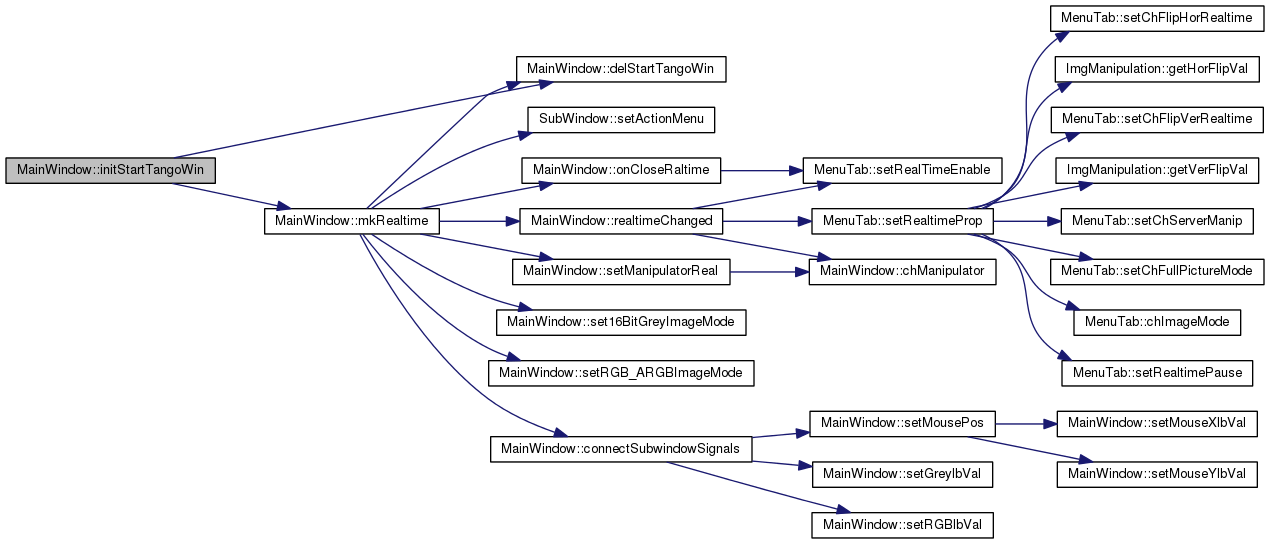 MenuTab::setChFlipHorRealtime
MainWindow::delStartTangoWin
ImgManipulation::getHorFlipVal
SubWindow::setActionMenu
MenuTab::setChFlipVerRealtime
MainWindow::initStartTangoWin
MainWindow::onCloseRaltime
MenuTab::setRealTimeEnable
ImgManipulation::getVerFlipVal
MainWindow::mkRealtime
MainWindow::realtimeChanged
MenuTab::setRealtimeProp
MenuTab::setChServerManip
MainWindow::setManipulatorReal
MainWindow::chManipulator
MenuTab::setChFullPictureMode
MainWindow::set16BitGreyImageMode
MenuTab::chImageMode
MainWindow::setRGB_ARGBImageMode
MenuTab::setRealtimePause
MainWindow::setMousePos
MainWindow::setMouseXlbVal
MainWindow::connectSubwindowSignals
MainWindow::setGreylbVal
MainWindow::setMouseYlbVal
MainWindow::setRGBlbVal